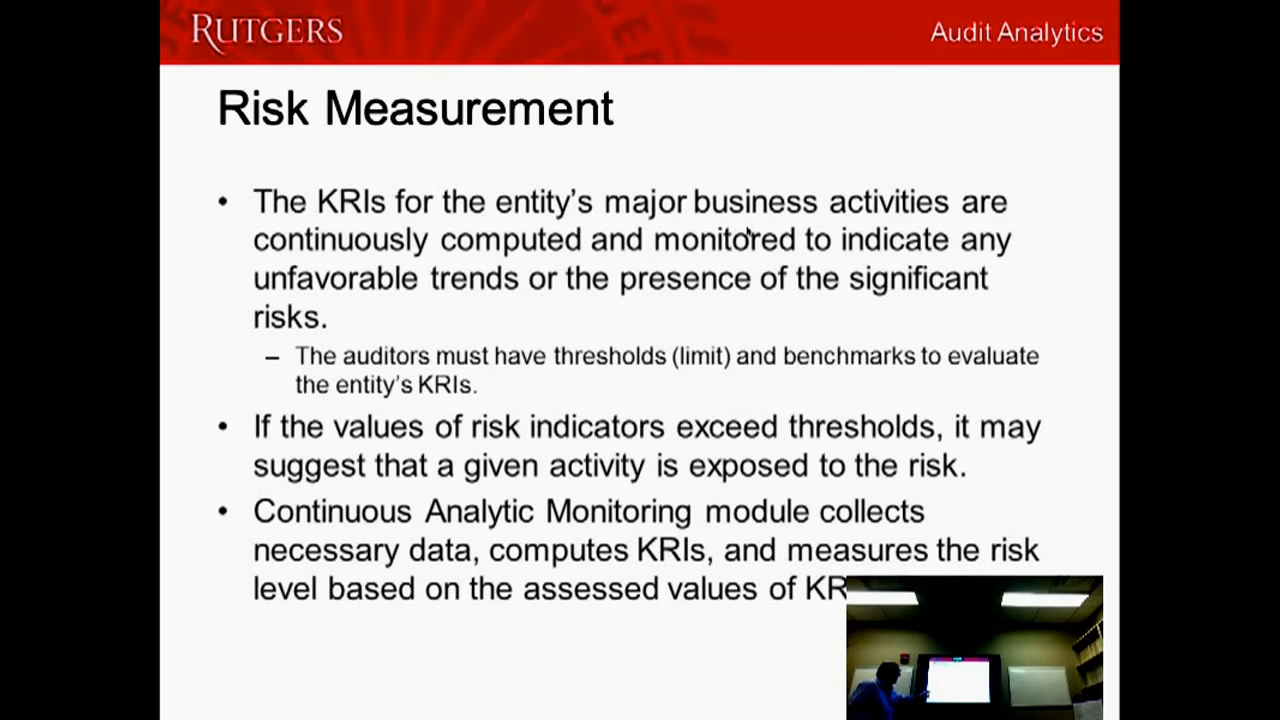 RUTGERS
Audit Analytics
Risk Measurement
• The KRIs for the entity's major business activities are
continuously computed and monitored to indicate any
unfavorable trends or the presence of the significant
risks.
– The auditors must have thresholds (limit) and benchmarks to evaluate
the entity's KRIs.
• If the values of risk indicators exceed thresholds, it may
suggest that a given activity is exposed to the risk.
• Continuous Analytic Monitoring module collects
necessary data, computes KRIs, and measures the risk
level based on the assessed values of